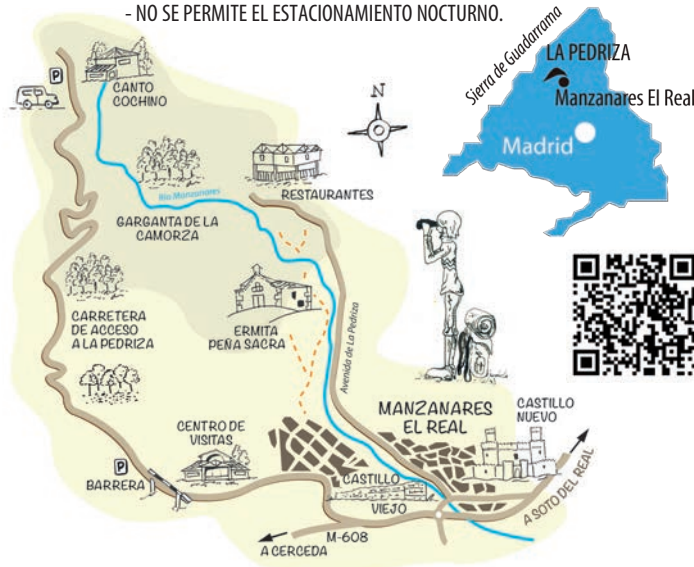 - NO SE PERMITE EL ESTACIONAMIENTO NOCTURNO.
Sierra de Guadarrama
LA PEDRIZA
Manzanares El Real
Madrid
P
CANTO
COCHINO
N
Río Manzanares
RESTAURANTES
GARGANTA DE LA
CAMORZA
CARRETERA
DE ACCESO
A LA PEDRIZA
ERMITA
PEÑA SACRA
Avenida de La Pedriza
MANZANARES
EL REAL
CASTILLO
NUEVO
CENTRO DE
VISITAS
P
BARRERA
CASTILLO
VIEJO
A SOTO DEL REAL
M-608
A CERCEDA